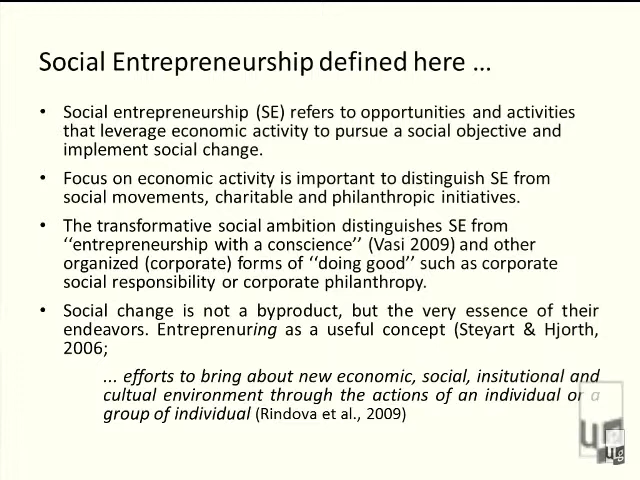 Social Entrepreneurship defined here ...
• Social entrepreneurship (SE) refers to opportunities and activities
that leverage economic activity to pursue a social objective and
implement social change.
• Focus on economic activity is important to distinguish SE from
social movements, charitable and philanthropic initiatives.
• The transformative social ambition distinguishes SE from
‘‘entrepreneurship with a conscience’’ (Vasi 2009) and other
organized (corporate) forms of ‘‘doing good’’ such as corporate
social responsibility or corporate philanthropy.
• Social change is not a byproduct, but the very essence of their
endeavors. Entreprenuring as a useful concept (Steyart & Hjorth,
2006;
... efforts to bring about new economic, social, insitutional and
cultual environment through the actions of an individual or a
group of individual (Rindova et al., 2009)
ug
ug